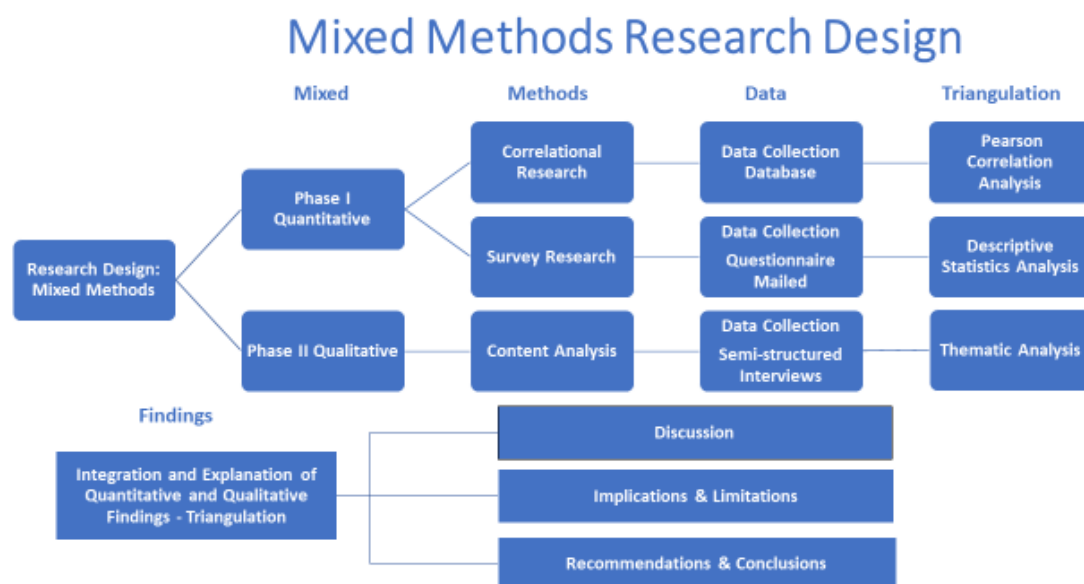 Mixed Methods Research Design
Mixed
Methods
Data
Triangulation
Correlational
Research
Data Collection
Database
Pearson
Correlation
Analysis
Phase I
Quantitative
Survey Research
Data Collection
Questionnaire
Mailed
Descriptive
Statistics Analysis
Research Design:
Mixed Methods
Phase II Qualitative
Content Analysis
Data Collection
Semi-structured
Interviews
Thematic Analysis
Findings
Integration and Explanation of
Quantitative and Qualitative
Findings - Triangulation
Discussion
Implications & Limitations
Recommendations & Conclusions